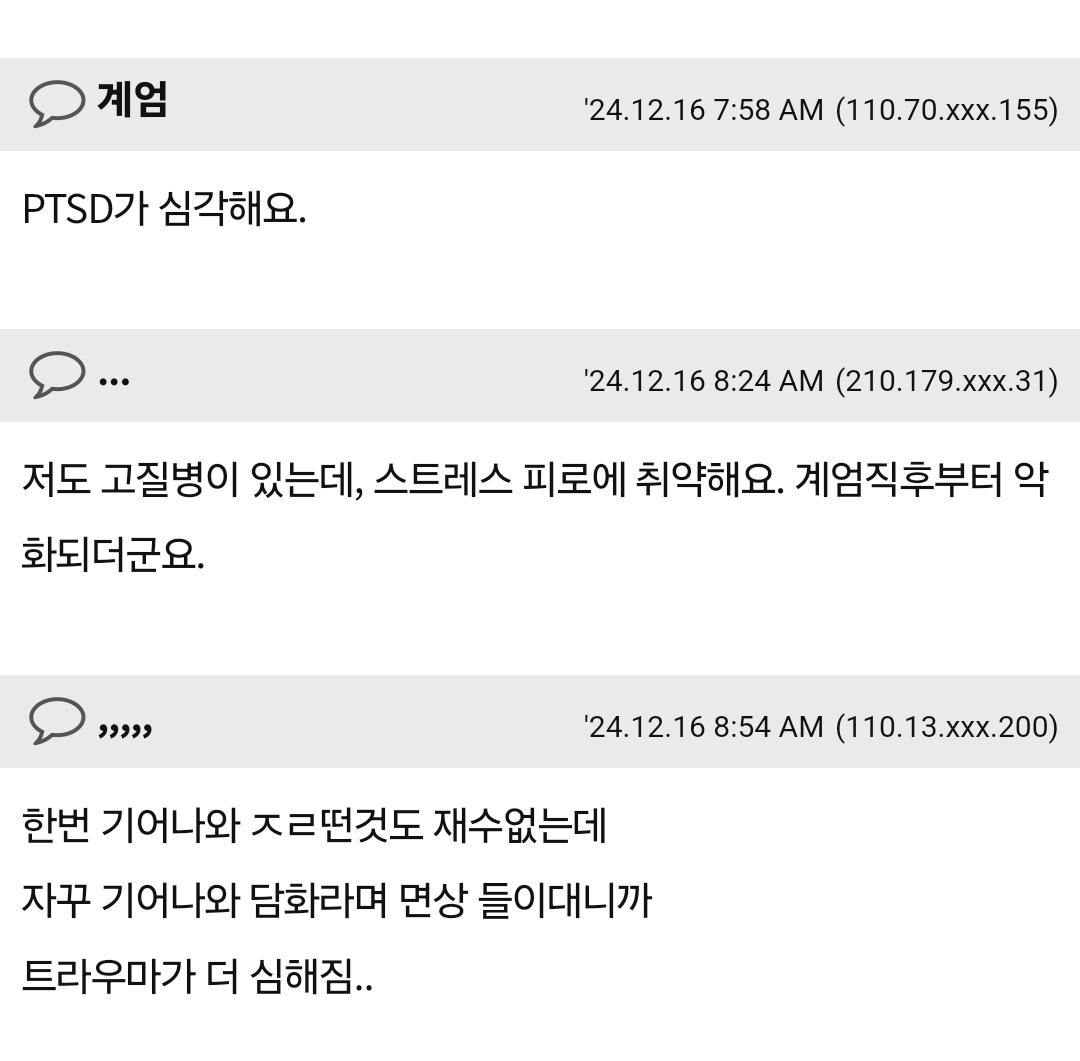 계엄 '24.12.16 7:58 AM (110.70.xxx.155)
PTSD가 심각해요.
... '24.12.16 8:24 AM (210.179.xxx.31)
저도 고질병이 있는데, 스트레스 피로에 취약해요. 계엄직후부터 악
화되더군요.
,,,,, '24.12.16 8:54 AM (110.13.xxx.200)
한번 기어나와 ㅈㄹ떤것도 재수없는데
자꾸 기어나와 담화라며 면상 들이대니까
트라우마가 더 심해짐..